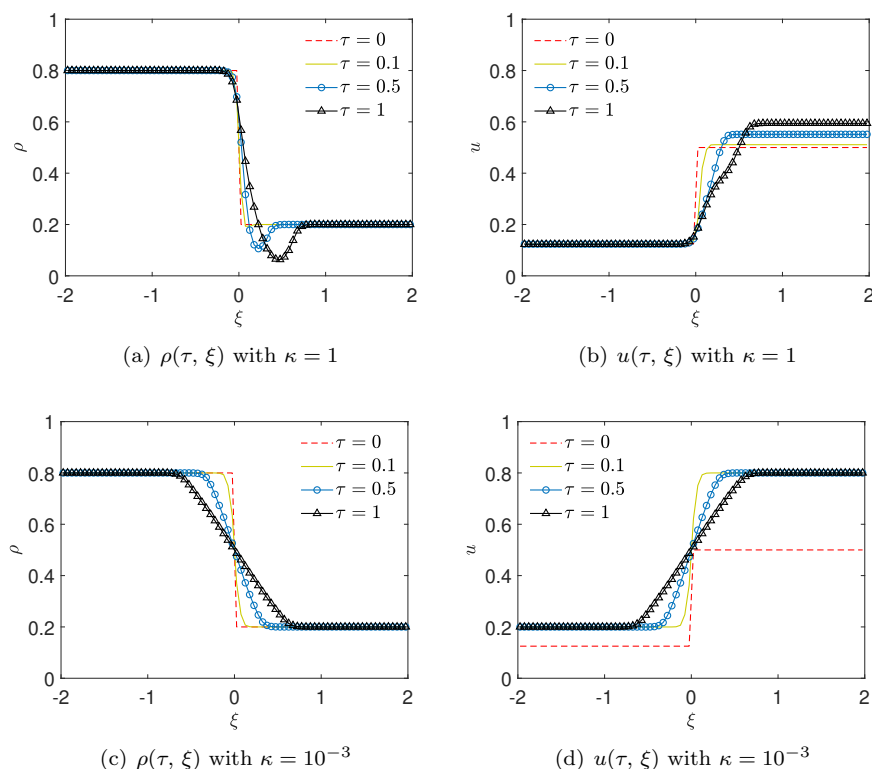 1
0.8
0.6
0.4
0.2
0
ρ
-2 -1 0 1 2
ξ
τ = 0
τ = 0.1
τ = 0.5
τ = 1
(a) ρ(τ, ξ) with κ = 1
1
0.8
0.6
0.4
0.2
0
u
-2 -1 0 1 2
ξ
τ = 0
τ = 0.1
τ = 0.5
τ = 1
(b) u(τ, ξ) with κ = 1
1
0.8
0.6
0.4
0.2
0
ρ
-2 -1 0 1 2
ξ
τ = 0
τ = 0.1
τ = 0.5
τ = 1
(c) ρ(τ, ξ) with κ = 10⁻³
1
0.8
0.6
0.4
0.2
0
u
-2 -1 0 1 2
ξ
τ = 0
τ = 0.1
τ = 0.5
τ = 1
(d) u(τ, ξ) with κ = 10⁻³